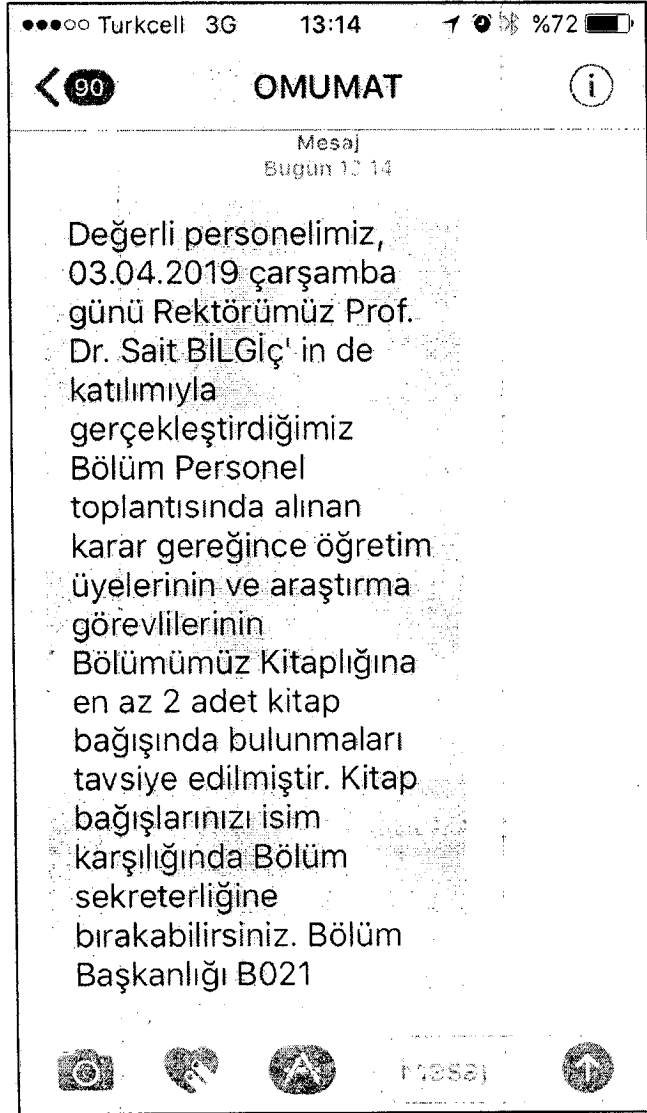 Turkcell 3G 13:14 %72
90 OMUMAT i
Mesaj
Bugün 13:14
Değerli personelimiz,
03.04.2019 çarşamba
günü Rektörümüz Prof.
Dr. Sait BİLGİç' in de
katılımıyla
gerçekleştirdiğimiz
Bölüm Personel
toplantısında alınan
karar gereğince öğretim
üyelerinin ve araştırma
görevlilerinin
Bölümümüz Kitaplığına
en az 2 adet kitap
bağışında bulunmaları
tavsiye edilmiştir. Kitap
bağışlarınızı isim
karşılığında Bölüm
sekreterliğine
bırakabilirsiniz. Bölüm
Başkanlığı B021
Mesaj